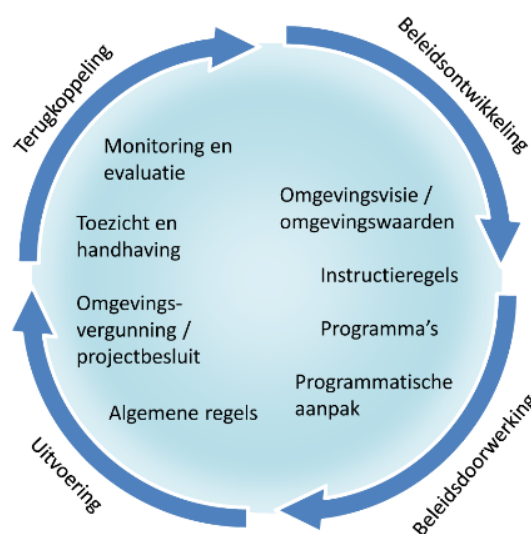 Terugkoppeling
Beleidsontwikkeling
Monitoring en
evaluatie
Omgevingsvisie /
omgevingswaarden
Toezicht en
handhaving
Instructieregels
Omgevings-
vergunning /
projectbesluit
Programma's
Programmatische
aanpak
Algemene regels
Uitvoering
Beleidsdoorwerking